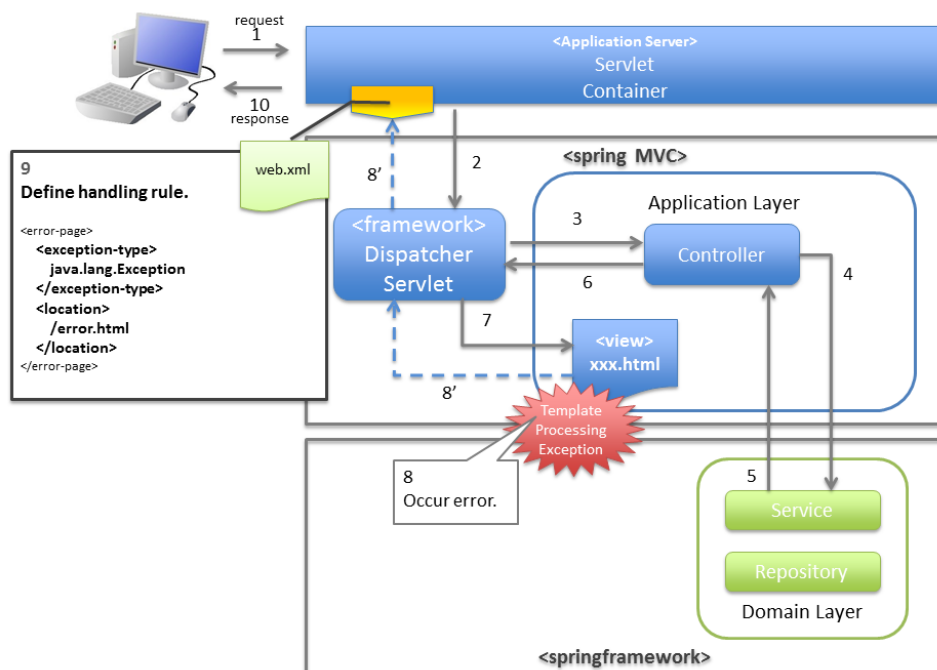 request
1
10
response
<Application Server>
Servlet
Container
9
Define handling rule.
<error-page>
<exception-type>
java.lang.Exception
</exception-type>
<location>
/error.html
</location>
</error-page>
web.xml
8’
2
<spring MVC>
<framework>
Dispatcher
Servlet
3
6
Application Layer
Controller
4
7
<view>
xxx.html
8’
Template
Processing
Exception
8
Occur error.
5
Service
Repository
Domain Layer
<springframework>